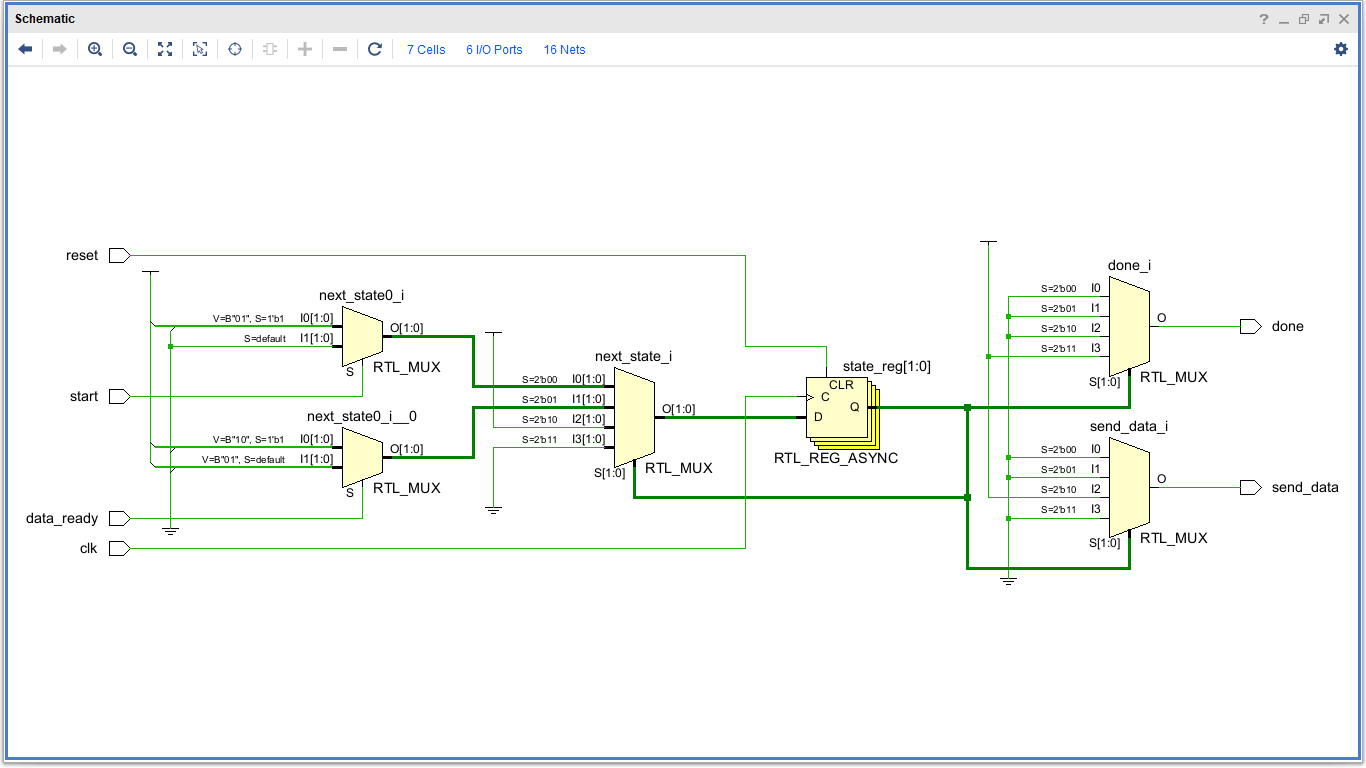 Schematic
7 Cells 6 I/O Ports 16 Nets
reset
start
data_ready
clk
next_state0_i
V=B"01", S=1'b1 I0[1:0]
S=default I1[1:0]
O[1:0]
S
RTL_MUX
next_state0_i__0
V=B"10", S=1'b1 I0[1:0]
V=B"01", S=default I1[1:0]
O[1:0]
S
RTL_MUX
next_state_i
S=2'b00 I0[1:0]
S=2'b01 I1[1:0]
S=2'b10 I2[1:0]
S=2'b11 I3[1:0]
O[1:0]
S[1:0]
RTL_MUX
state_reg[1:0]
CLR
C
D
Q
RTL_REG_ASYNC
done_i
S=2'b00 I0
S=2'b01 I1
S=2'b10 I2
S=2'b11 I3
O
S[1:0]
RTL_MUX
done
send_data_i
S=2'b00 I0
S=2'b01 I1
S=2'b10 I2
S=2'b11 I3
O
S[1:0]
RTL_MUX
send_data